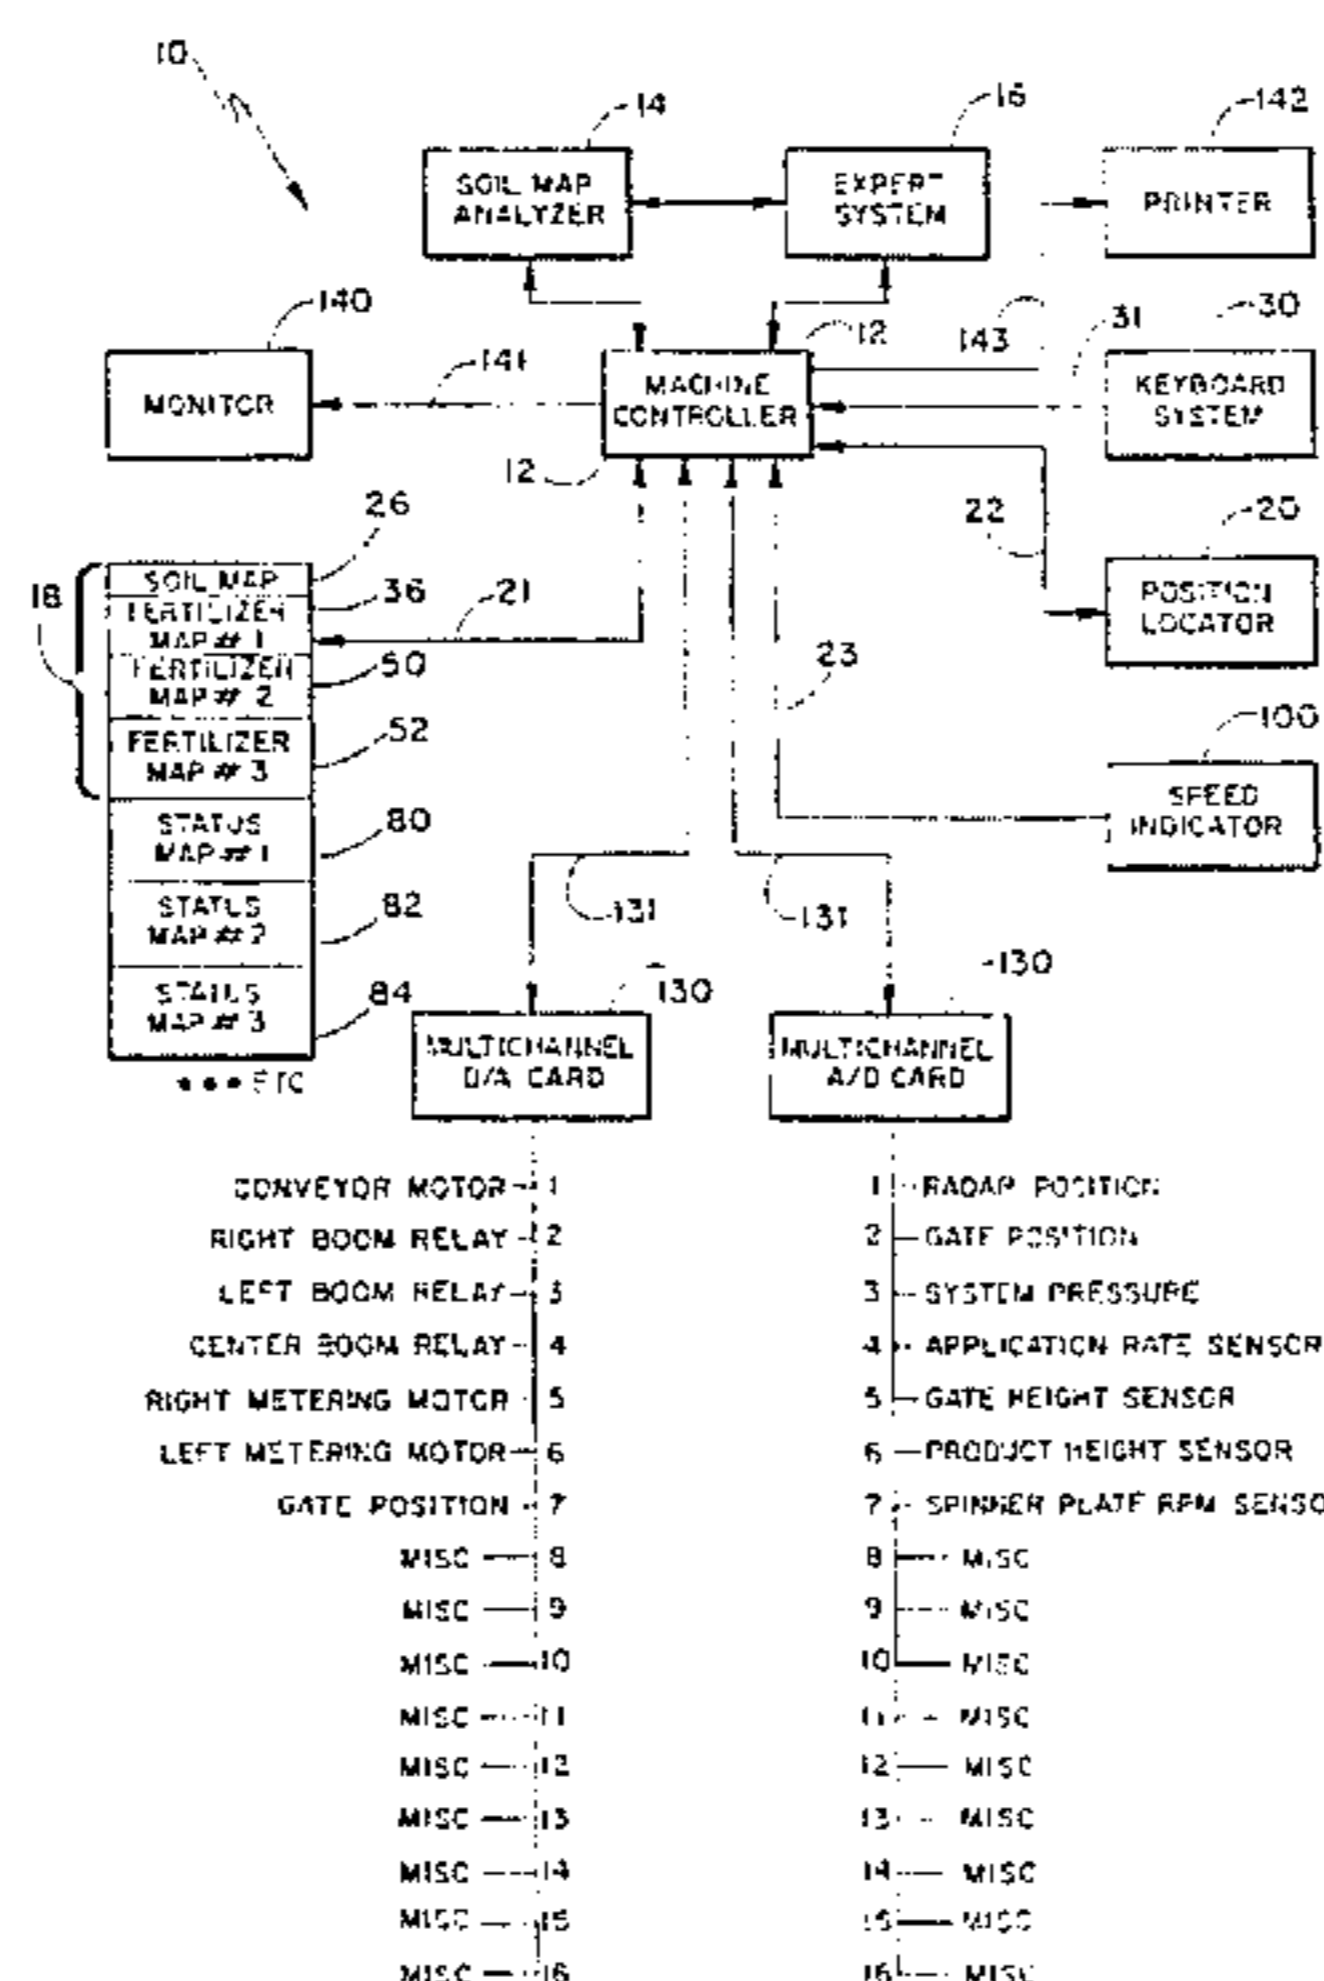 10
14
16
142
SOIL MAP
ANALYZER
EXPERT
SYSTEM
PRINTER
140
12
143
31
30
MONITOR
141
MACHINE
CONTROLLER
KEYBOARD
SYSTEM
12
26
22
20
18
SOIL MAP
36
21
FERTILIZER
MAP # 1
POSITION
LOCATOR
FERTILIZER
MAP # 2
50
23
52
FERTILIZER
MAP # 3
100
SPEED
INDICATOR
STATUS
MAP # 1
80
STATUS
MAP # 2
82
131
131
STATUS
MAP # 3
84
130
130
MULTICHANNEL
D/A CARD
MULTICHANNEL
A/D CARD
••• ETC
CONVEYOR MOTOR 1
RIGHT BOOM RELAY 2
LEFT BOOM RELAY 3
CENTER BOOM RELAY 4
RIGHT METERING MOTOR 5
LEFT METERING MOTOR 6
GATE POSITION 7
MISC 8
MISC 9
MISC 10
MISC 11
MISC 12
MISC 13
MISC 14
MISC 15
MISC 16
1 RADAR POSITION
2 GATE POSITION
3 SYSTEM PRESSURE
4 APPLICATION RATE SENSOR
5 GATE HEIGHT SENSOR
6 PRODUCT HEIGHT SENSOR
7 SPINNER PLATE RPM SENSO
8 MISC
9 MISC
10 MISC
11 MISC
12 MISC
13 MISC
14 MISC
15 MISC
16 MISC